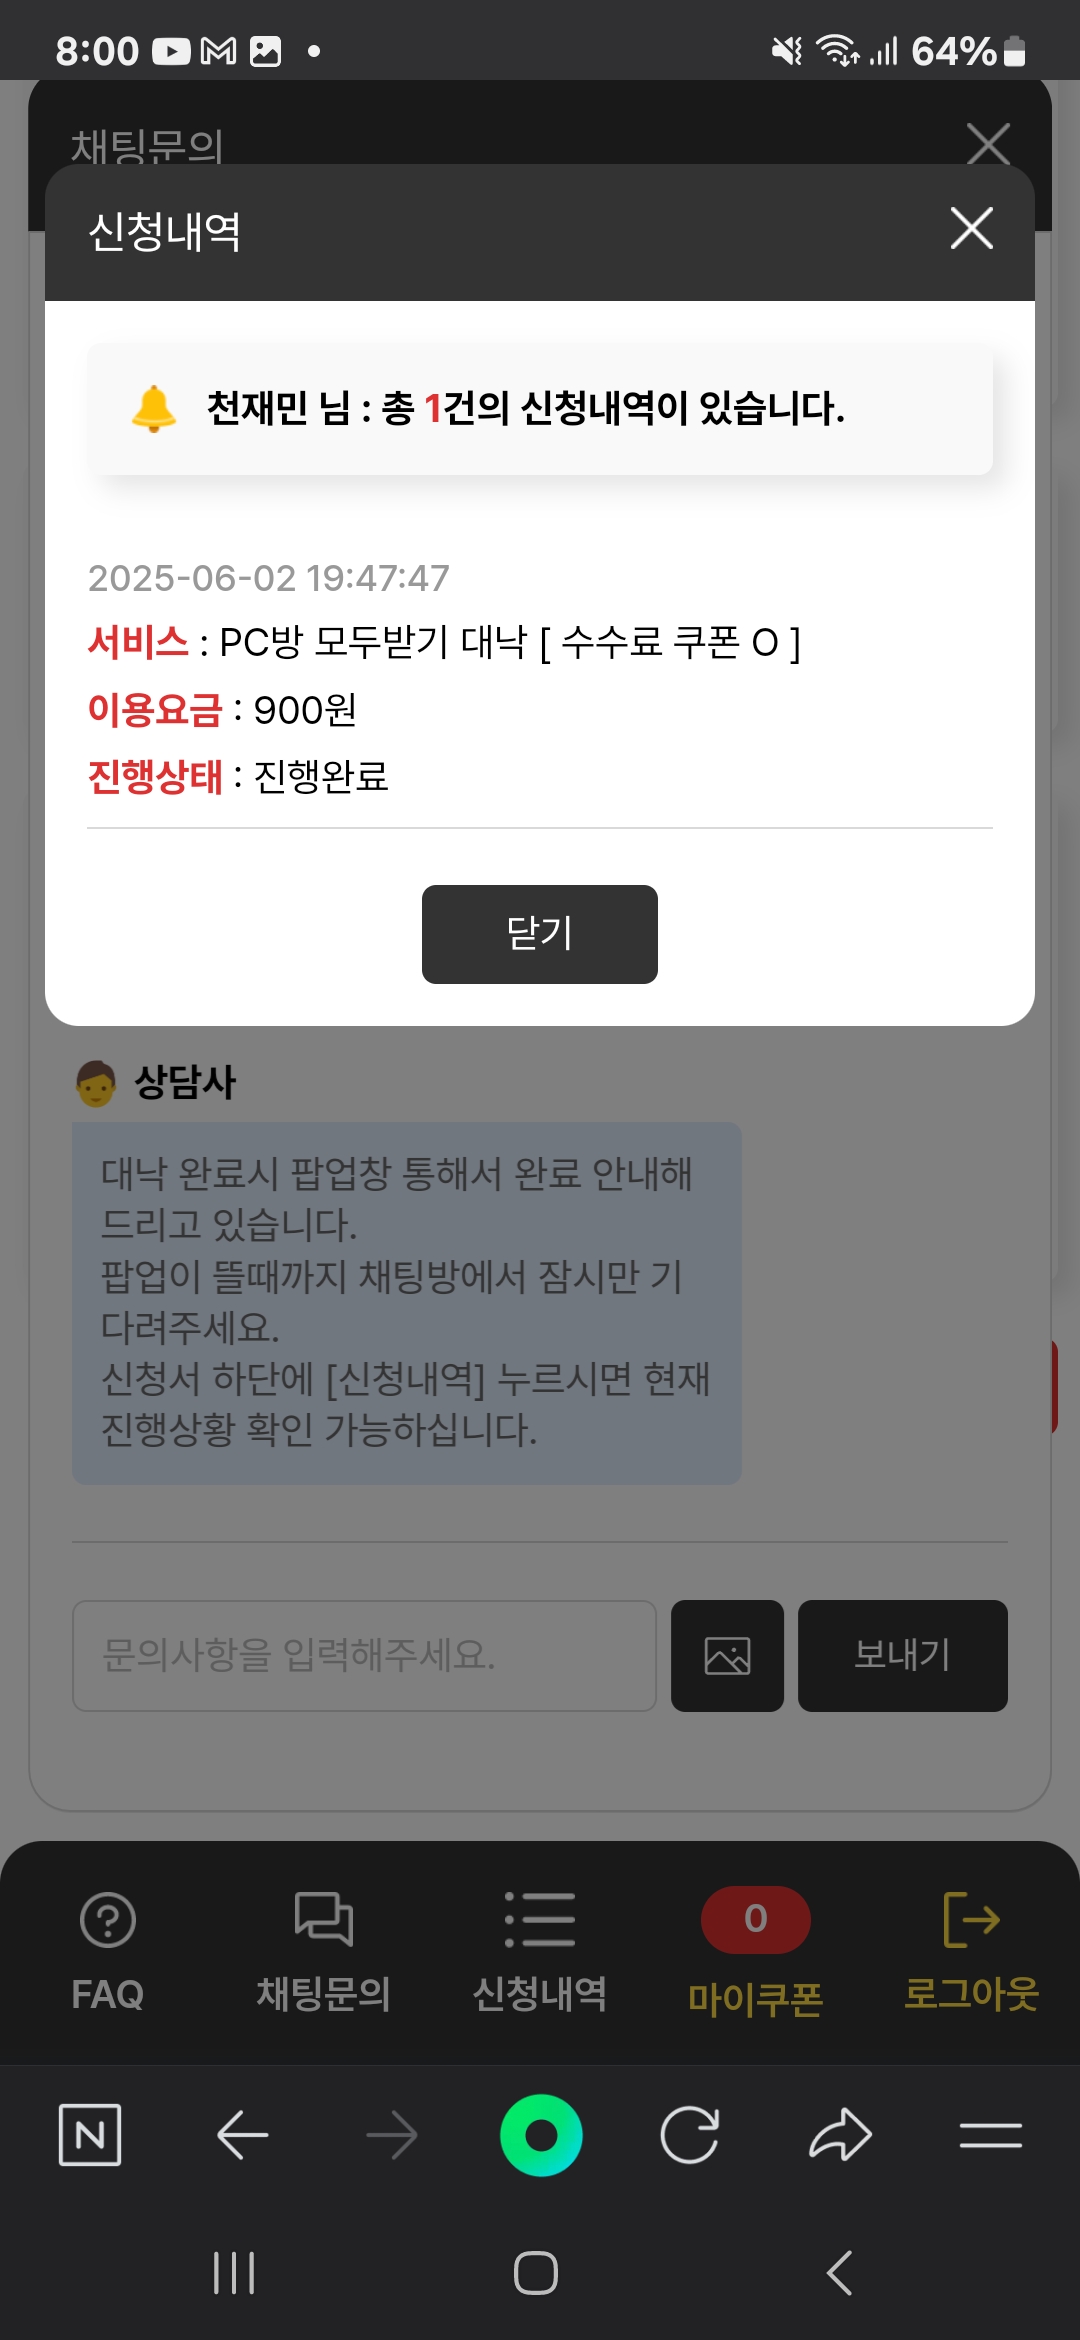 8:00
64%
채팅문의
신청내역
천재민 님 : 총 1건의 신청내역이 있습니다.
2025-06-02 19:47:47
서비스 : PC방 모두받기 대낙 [ 수수료 쿠폰 O ]
이용요금 : 900원
진행상태 : 진행완료
닫기
상담사
대낙 완료시 팝업창 통해서 완료 안내해
드리고 있습니다.
팝업이 뜰때까지 채팅방에서 잠시만 기
다려주세요.
신청서 하단에 [신청내역] 누르시면 현재
진행상황 확인 가능하십니다.
문의사항을 입력해주세요.
보내기
0
FAQ
채팅문의
신청내역
마이쿠폰
로그아웃
N